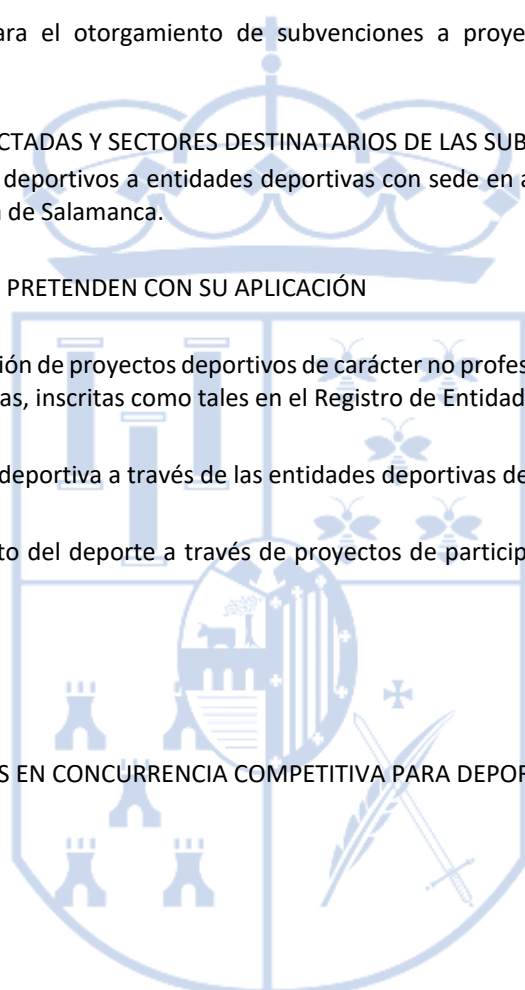 ara el otorgamiento de subvenciones a proye
CTADAS Y SECTORES DESTINATARIOS DE LAS SUB
deportivos a entidades deportivas con sede en a
de Salamanca.
PRETENDEN CON SU APLICACIÓN
ión de proyectos deportivos de carácter no profes
as, inscritas como tales en el Registro de Entidad
deportiva a través de las entidades deportivas de
to del deporte a través de proyectos de particip
S EN CONCURRENCIA COMPETITIVA PARA DEPOR